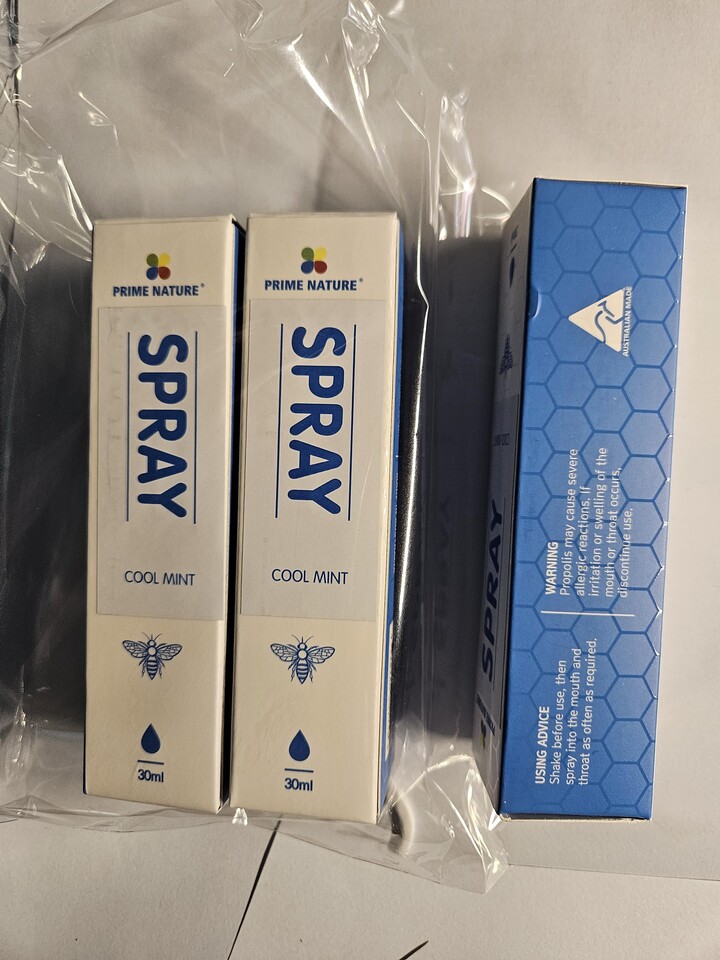 PRIME NATURE®
SPRAY
COOL MINT
30ml
PRIME NATURE®
SPRAY
COOL MINT
30ml
SPRAY
AUSTRALIAN MADE
USING ADVICE
Shake before use, then
spray into the mouth and
throat as often as required.
WARNING
Propolis may cause severe
allergic reactions. If
irritation or swelling of the
mouth or throat occurs,
discontinue use.